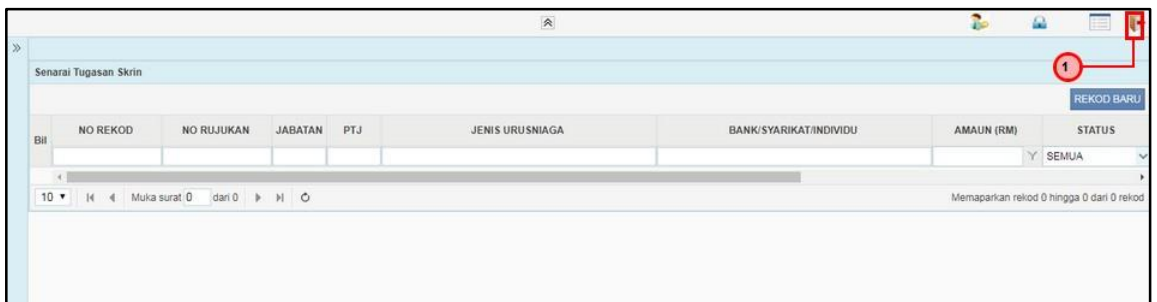 1
Senarai Tugasan Skrin
REKOD BARU
Bil NO REKOD NO RUJUKAN JABATAN PTJ JENIS URUSNIAGA BANK/SYARIKAT/INDIVIDU AMAUN (RM) STATUS
SEMUA
10 Muka surat 0 dari 0 Memaparkan rekod 0 hingga 0 dari 0 rekod